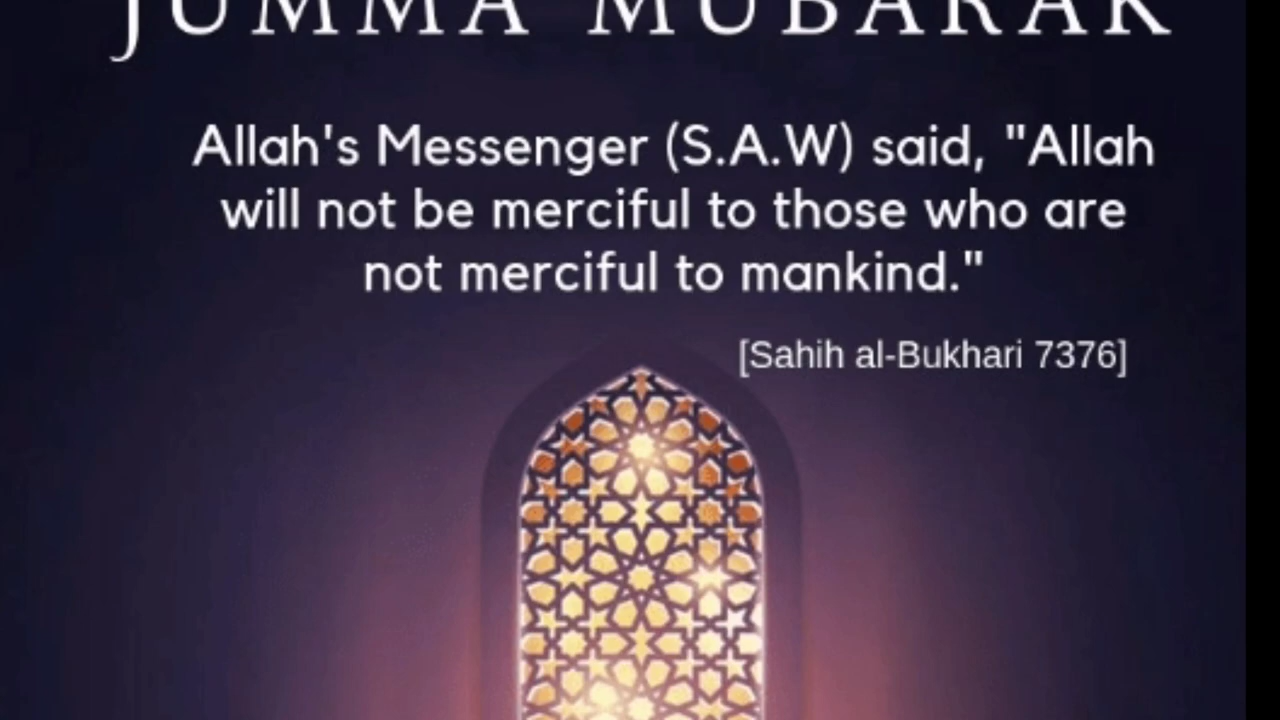 JUMMA MUBARAK
Allah's Messenger (S.A.W) said, "Allah
will not be merciful to those who are
not merciful to mankind."
[Sahih al-Bukhari 7376]